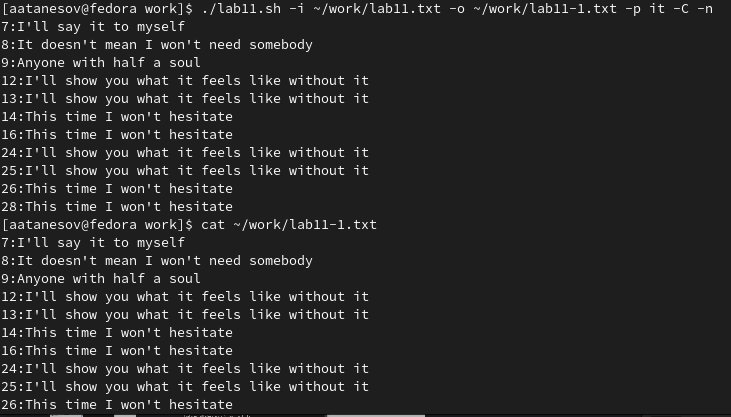 [aatanesov@fedora work]$ ./lab11.sh -i ~/work/lab11.txt -o ~/work/lab11-1.txt -p it -C -n
7:I'll say it to myself
8:It doesn't mean I won't need somebody
9:Anyone with half a soul
12:I'll show you what it feels like without it
13:I'll show you what it feels like without it
14:This time I won't hesitate
16:This time I won't hesitate
24:I'll show you what it feels like without it
25:I'll show you what it feels like without it
26:This time I won't hesitate
28:This time I won't hesitate
[aatanesov@fedora work]$ cat ~/work/lab11-1.txt
7:I'll say it to myself
8:It doesn't mean I won't need somebody
9:Anyone with half a soul
12:I'll show you what it feels like without it
13:I'll show you what it feels like without it
14:This time I won't hesitate
16:This time I won't hesitate
24:I'll show you what it feels like without it
25:I'll show you what it feels like without it
26:This time I won't hesitate